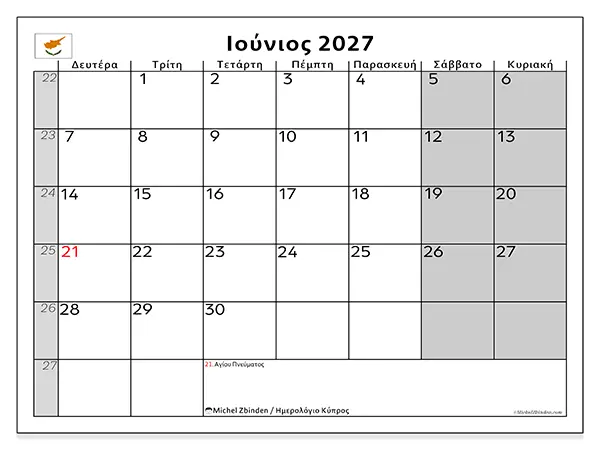 Ιούνιος 2027
Δευτέρα Τρίτη Τετάρτη Πέμπτη Παρασκευή Σάββατο Κυριακή
22 1 2 3 4 5 6
23 7 8 9 10 11 12 13
24 14 15 16 17 18 19 20
25 21 22 23 24 25 26 27
26 28 29 30
27 21. Αγίου Πνεύματος
Michel Zbinden / Ημερολόγιο Κύπρος
© MichelZbinden.com